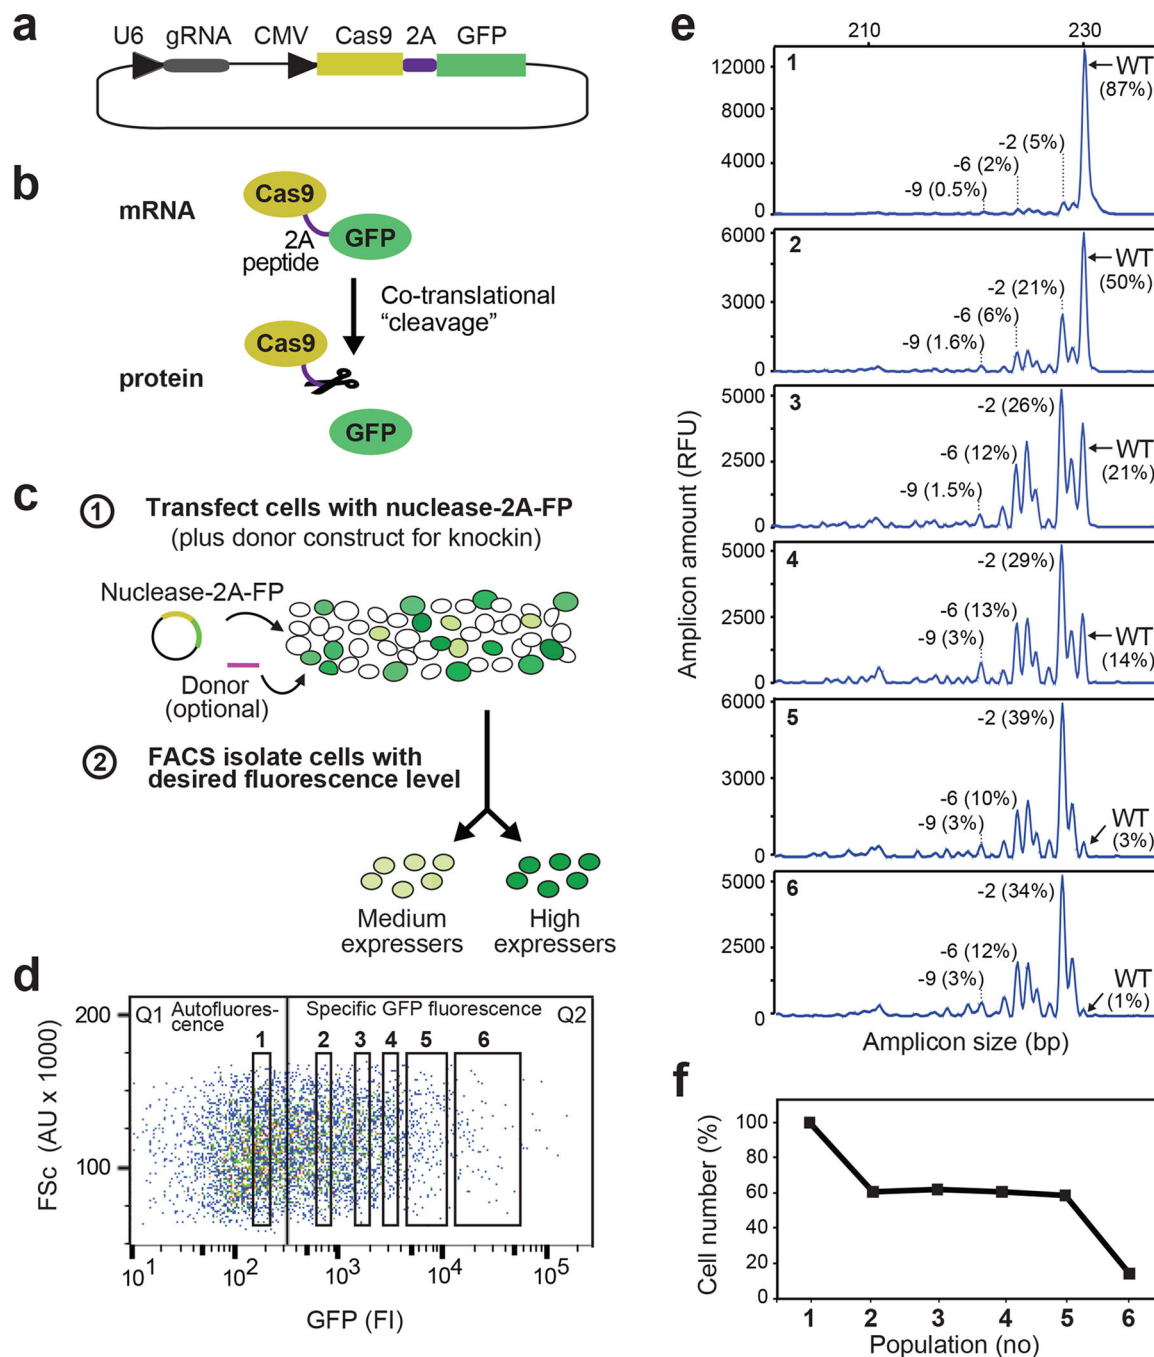 a
U6 gRNA CMV Cas9 2A GFP
b
mRNA
Cas9
2A
peptide
GFP
Co-translational
“cleavage”
protein
Cas9
GFP
c
1 Transfect cells with nuclease-2A-FP
(plus donor construct for knockin)
Nuclease-2A-FP
Donor
(optional)
2 FACS isolate cells with
desired fluorescence level
Medium
expressers
High
expressers
d
FSc (AU x 1000)
200
100
Q1 Autofluores-
cence
Specific GFP fluorescence
Q2
1 2 3 4 5 6
10¹ 10² 10³ 10⁴ 10⁵
GFP (FI)
e
210 230
Amplicon amount (RFU)
1
12000
8000
4000
0
WT
(87%)
-2 (5%)
-6 (2%)
-9 (0.5%)
2
6000
3000
0
WT
(50%)
-2 (21%)
-6 (6%)
-9 (1.6%)
3
5000
2500
0
-2 (26%)
-6 (12%)
WT
(21%)
-9 (1.5%)
4
5000
2500
0
-2 (29%)
-6 (13%)
-9 (3%)
WT
(14%)
5
6000
3000
0
-2 (39%)
-6 (10%)
-9 (3%)
WT
(3%)
6
5000
2500
0
-2 (34%)
-6 (12%)
-9 (3%)
WT
(1%)
Amplicon size (bp)
f
Cell number (%)
100
80
60
40
20
0
1 2 3 4 5 6
Population (no)